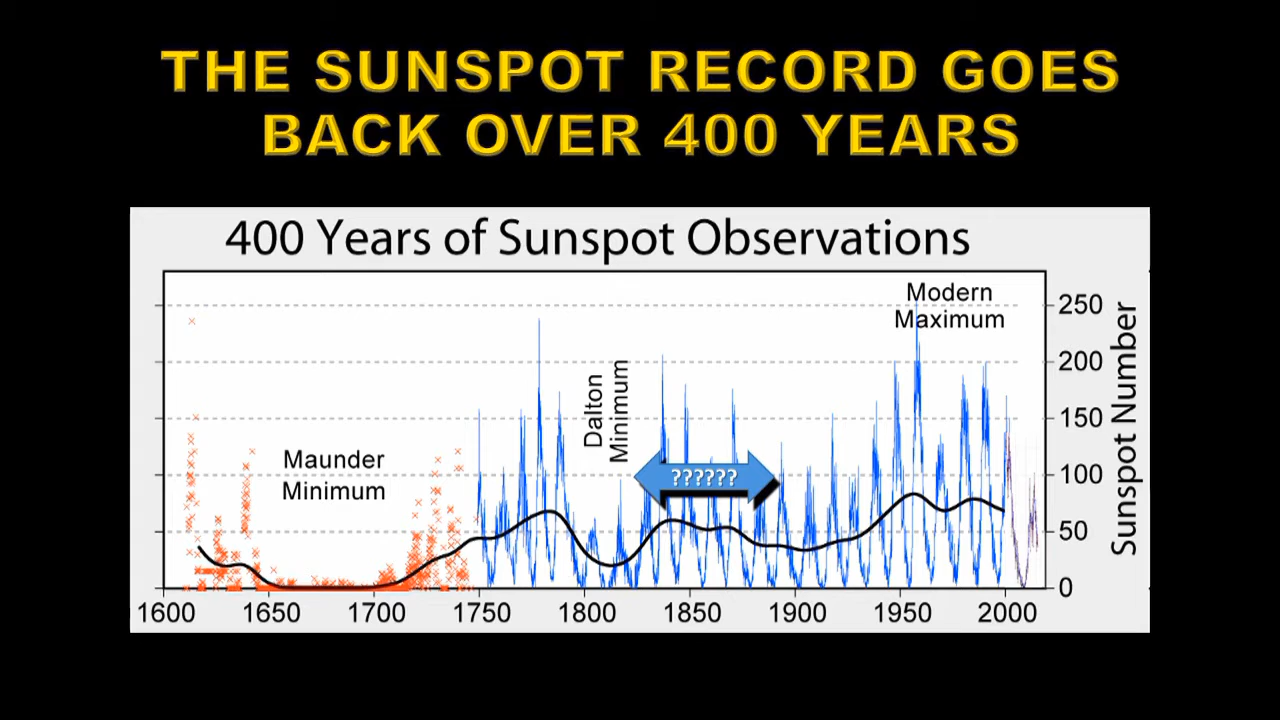 THE SUNSPOT RECORD GOES
BACK OVER 400 YEARS
400 Years of Sunspot Observations
Modern
Maximum
Dalton
Minimum
Maunder
Minimum
??????
250
200
150
100
50
0
Sunspot Number
1600 1650 1700 1750 1800 1850 1900 1950 2000